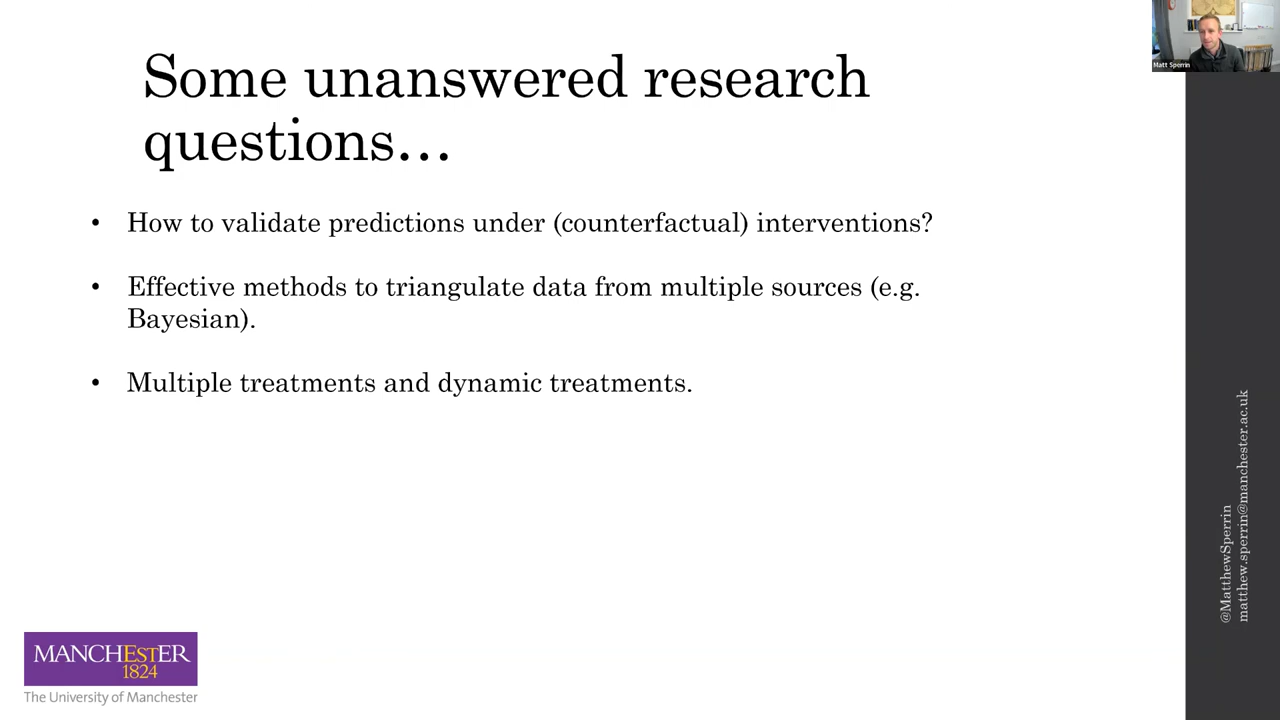 Some unanswered research
questions…
• How to validate predictions under (counterfactual) interventions?
• Effective methods to triangulate data from multiple sources (e.g.
Bayesian).
• Multiple treatments and dynamic treatments.
Matt Sperrin
@MatthewSperrin
matthew.sperrin@manchester.ac.uk
MANCHEsTER
1824
The University of Manchester